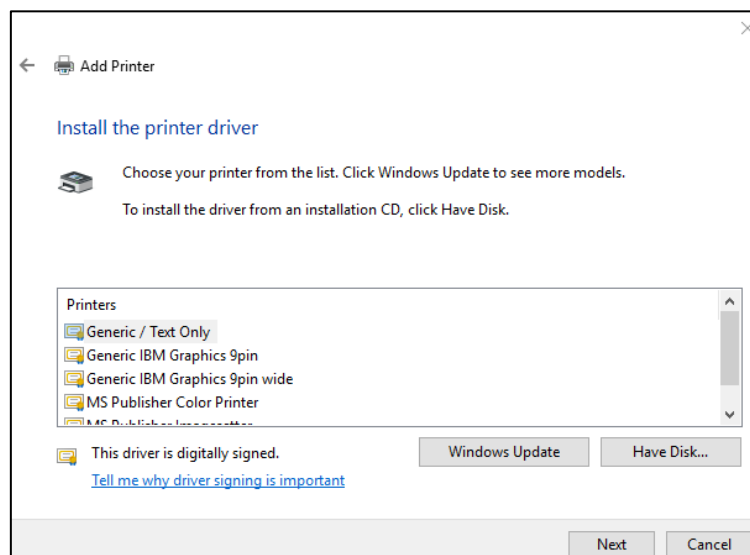 Add Printer
Install the printer driver
Choose your printer from the list. Click Windows Update to see more models.
To install the driver from an installation CD, click Have Disk.
Printers
Generic / Text Only
Generic IBM Graphics 9pin
Generic IBM Graphics 9pin wide
MS Publisher Color Printer
MS Publisher Imagesetter
This driver is digitally signed.
Windows Update
Have Disk...
Tell me why driver signing is important
Next
Cancel